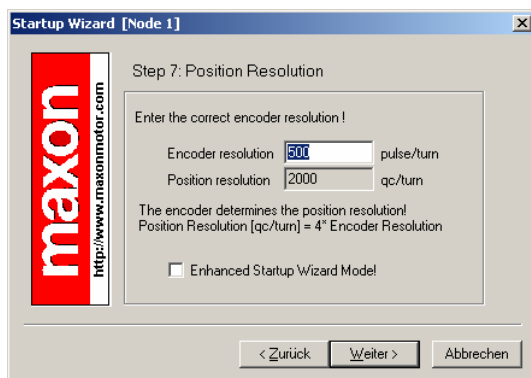 Startup Wizard [Node 1]
maxon
http://www.maxonmotor.com
Step 7: Position Resolution
Enter the correct encoder resolution !
Encoder resolution 500 pulse/turn
Position resolution 2000 qc/turn
The encoder determines the position resolution!
Position Resolution [qc/turn] = 4* Encoder Resolution
Enhanced Startup Wizard Mode!
< Zurück Weiter > Abbrechen